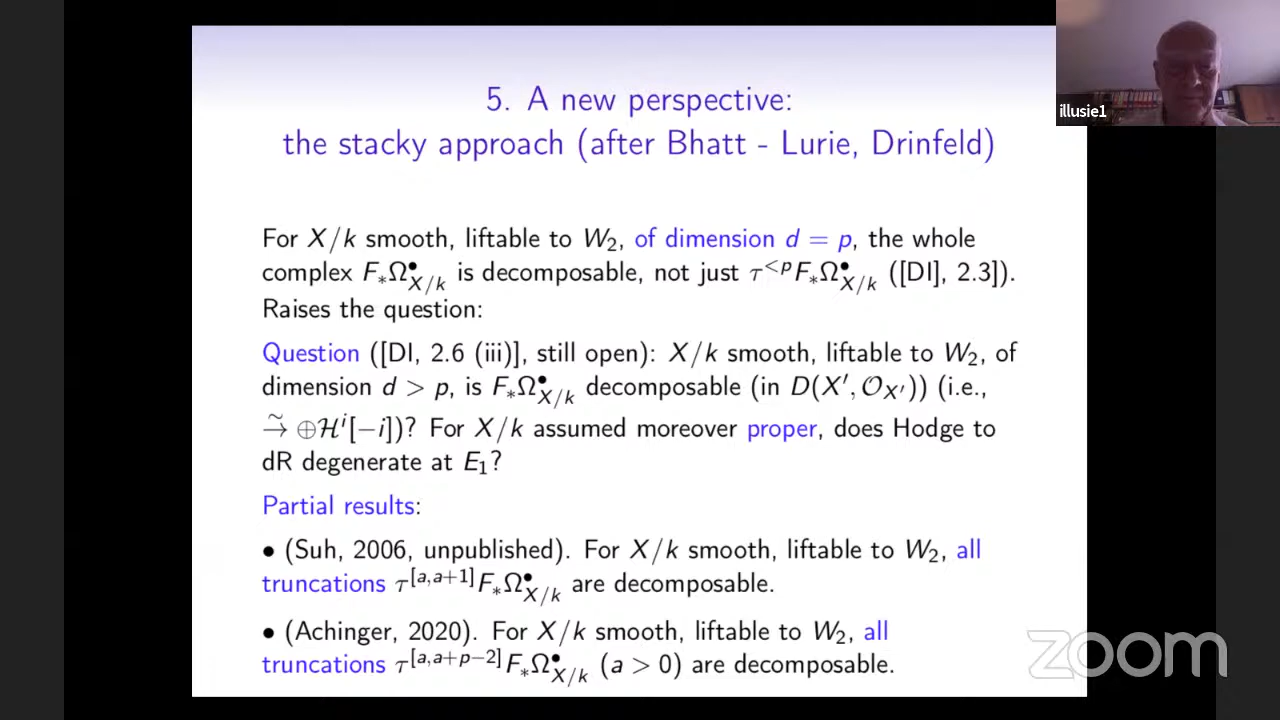 5. A new perspective:
the stacky approach (after Bhatt - Lurie, Drinfeld)
illusie1
For X/k smooth, liftable to W₂, of dimension d = p, the whole
complex F_*Ω^•_{X/k} is decomposable, not just τ^{<p}F_*Ω^•_{X/k} ([DI], 2.3]).
Raises the question:
Question ([DI, 2.6 (iii)], still open): X/k smooth, liftable to W₂, of
dimension d > p, is F_*Ω^•_{X/k} decomposable (in D(X′, 𝒪_{X′})) (i.e.,
→̃ ⊕ℋ^i[−i])? For X/k assumed moreover proper, does Hodge to
dR degenerate at E₁?
Partial results:
• (Suh, 2006, unpublished). For X/k smooth, liftable to W₂, all
truncations τ^{[a,a+1]}F_*Ω^•_{X/k} are decomposable.
• (Achinger, 2020). For X/k smooth, liftable to W₂, all
truncations τ^{[a,a+p−2]}F_*Ω^•_{X/k} (a > 0) are decomposable.
zoom